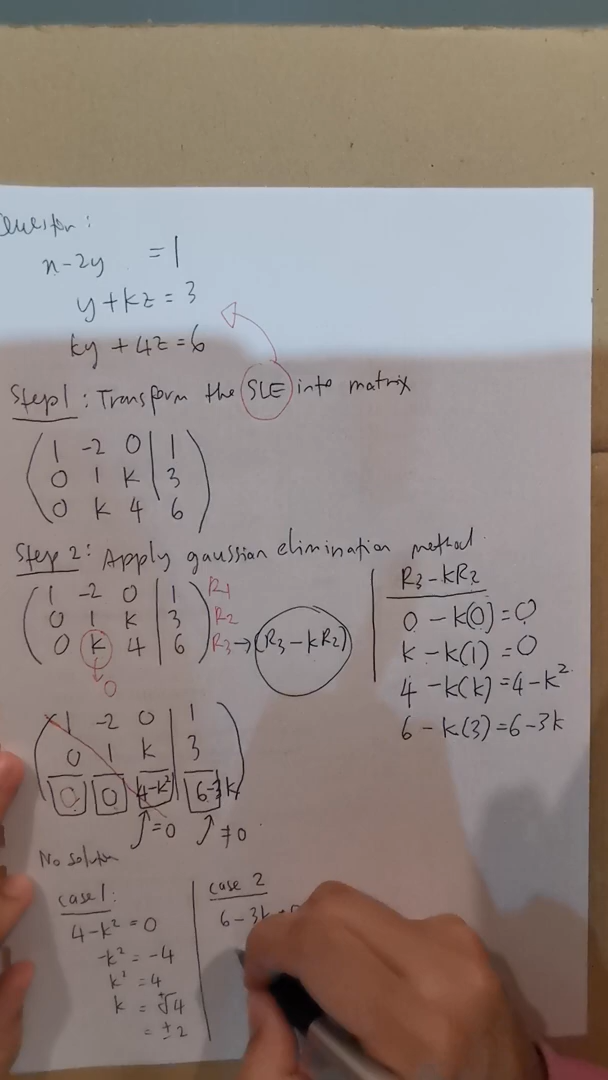 Question:
x-2y = 1
y+kz = 3
ky + 4z = 6
Step 1: Transform the SLE into matrix
1 -2 0 | 1
0 1 k | 3
0 k 4 | 6
Step 2: Apply gaussian elimination method
1 -2 0 | 1 R1
0 1 k | 3 R2
0 k 4 | 6 R3 → (R3 - kR2)
0
R3 - kR2
0 - k(0) = 0
k - k(1) = 0
4 - k(k) = 4-k²
6 - k(3) = 6-3k
1 -2 0 | 1
0 1 k | 3
0 0 4-k² | 6-3k
=0 ≠0
No solution
case 1:
4-k² = 0
-k² = -4
k² = 4
k = ±√4
= ±2
case 2
6-3k